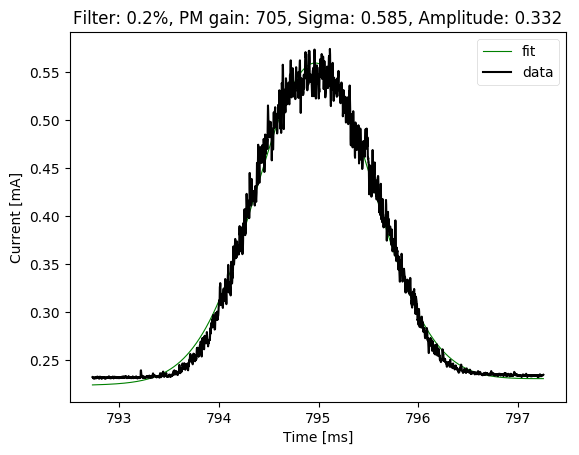 Filter: 0.2%, PM gain: 705, Sigma: 0.585, Amplitude: 0.332
fit
data
0.55
0.50
0.45
0.40
0.35
0.30
0.25
Current [mA]
793
794
795
796
797
Time [ms]